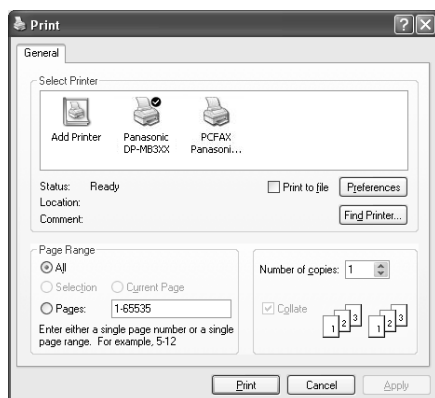 Print
General
Select Printer
Add Printer
Panasonic
DP-MB3XX
PCFAX
Panasoni...
Status: Ready
Print to file
Preferences
Location:
Comment:
Find Printer...
Page Range
All
Selection
Current Page
Pages:
1-65535
Enter either a single page number or a single
page range. For example, 5-12
Number of copies: 1
Collate
1 2 3
1 2 3
Print
Cancel
Apply